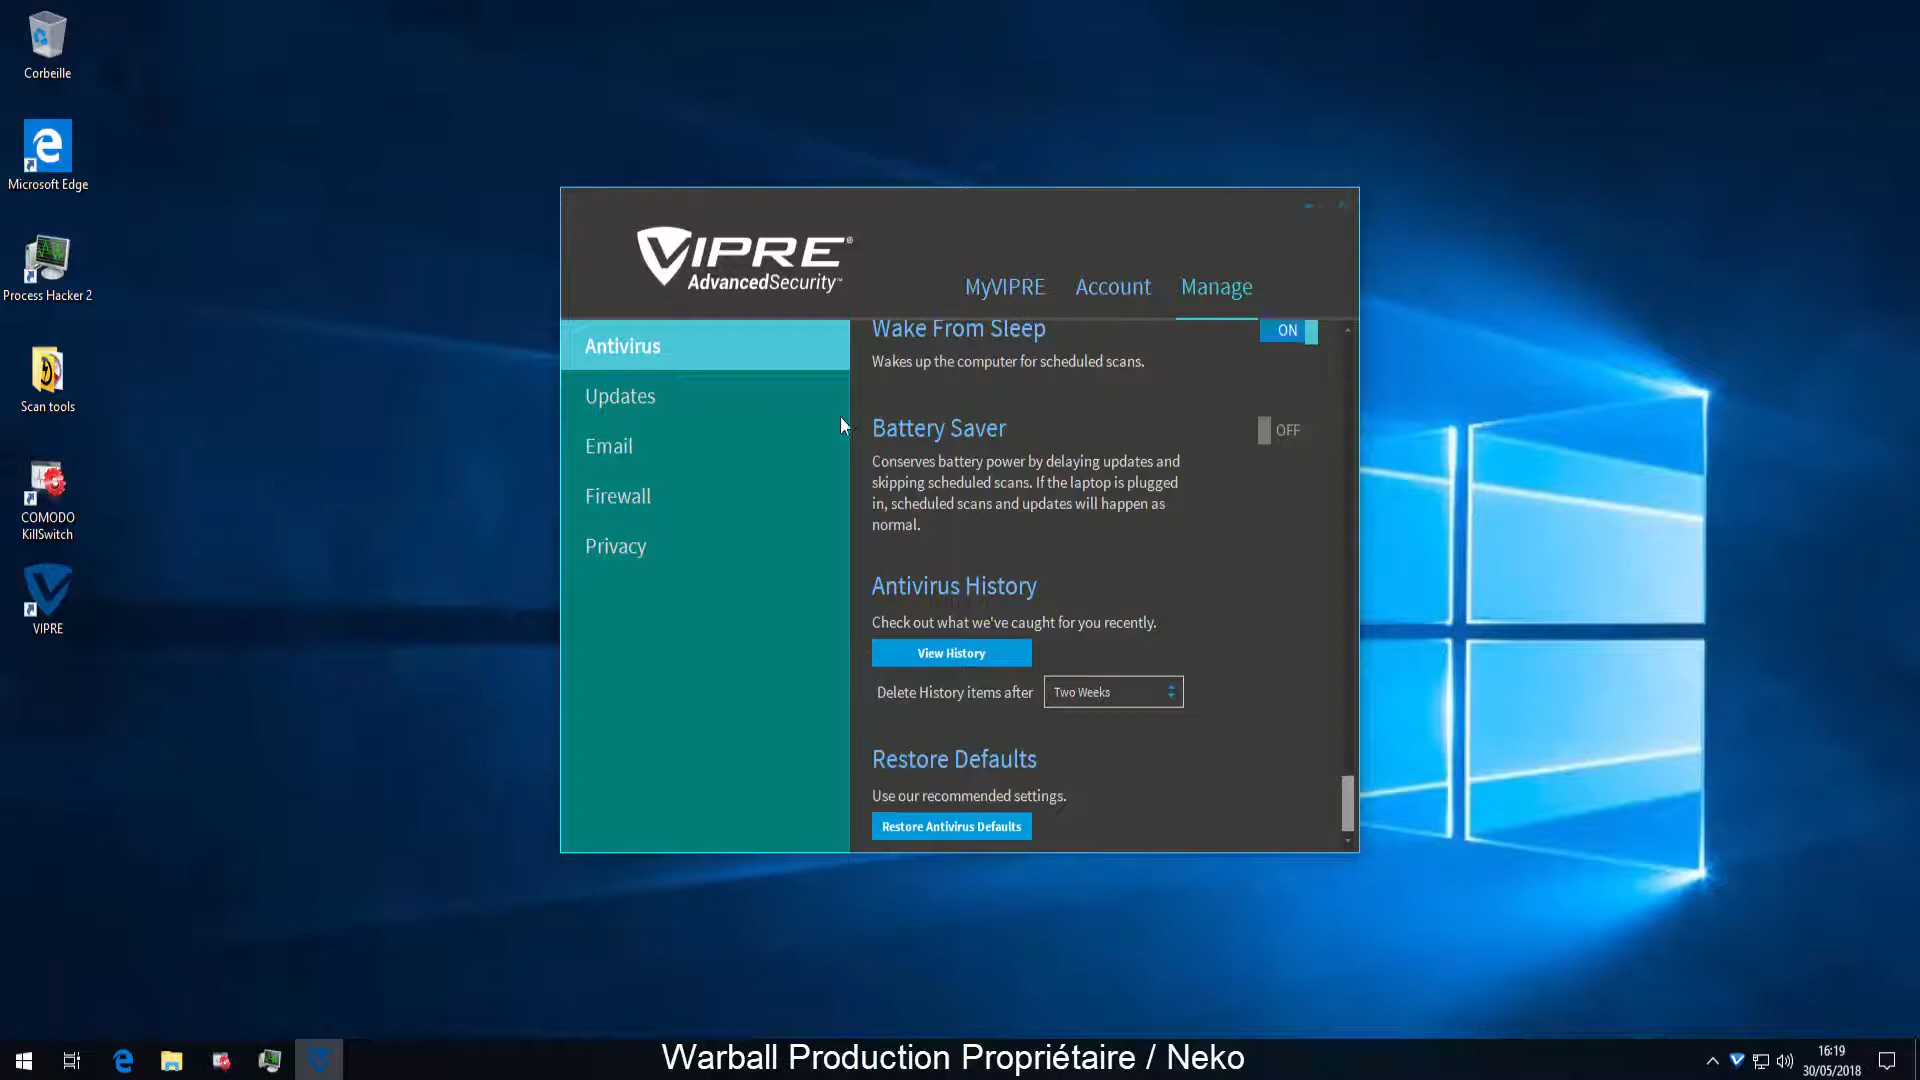 Corbeille
Microsoft Edge
Process Hacker 2
Scan tools
COMODO
KillSwitch
VIPRE
VIPRE®
AdvancedSecurity™
MyVIPRE
Account
Manage
Antivirus
Updates
Email
Firewall
Privacy
Wake From Sleep
ON
Wakes up the computer for scheduled scans.
Battery Saver
OFF
Conserves battery power by delaying updates and
skipping scheduled scans. If the laptop is plugged
in, scheduled scans and updates will happen as
normal.
Antivirus History
Check out what we've caught for you recently.
View History
Delete History items after
Two Weeks
Restore Defaults
Use our recommended settings.
Restore Antivirus Defaults
Warball Production Propriétaire / Neko
16:19
30/05/2018